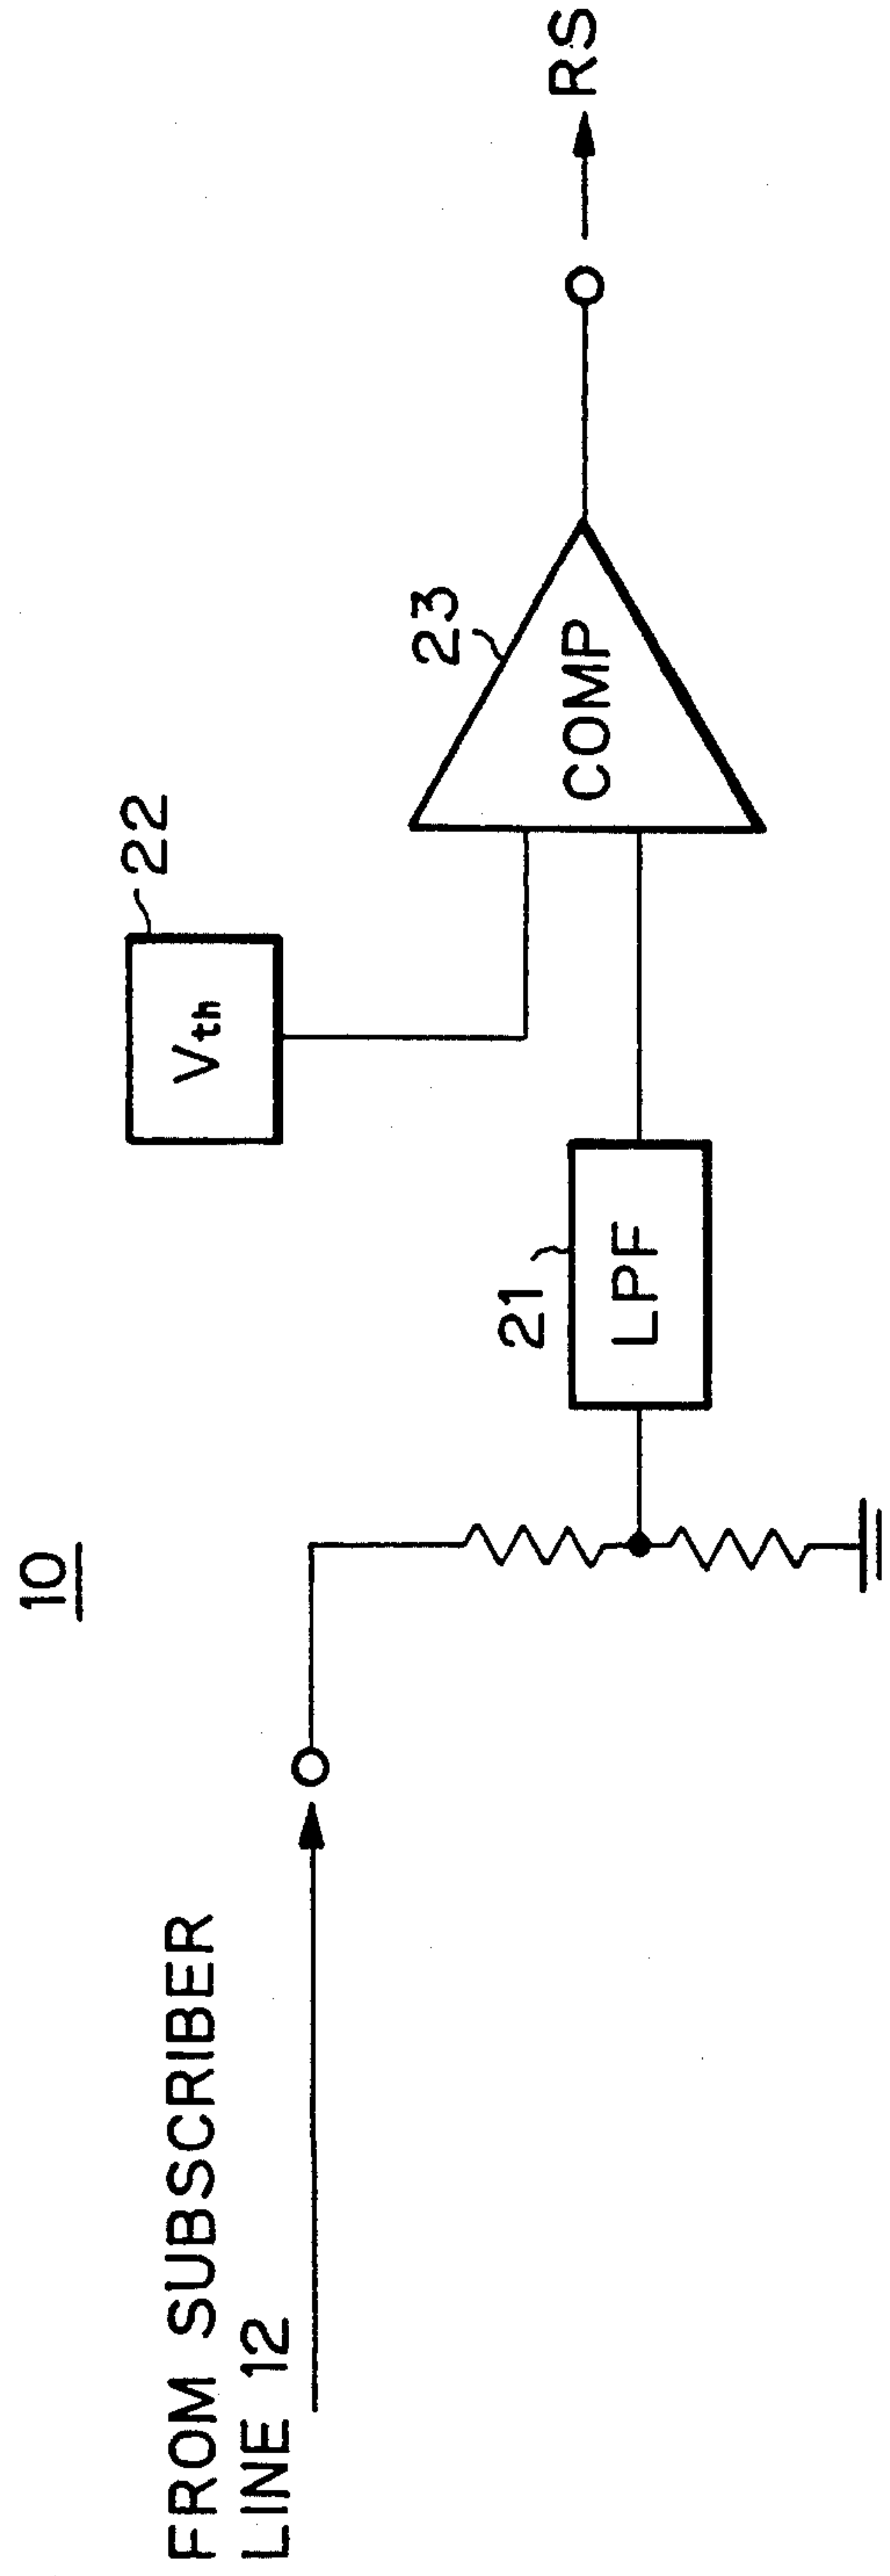 10
FROM SUBSCRIBER
LINE 12
21
LPF
22
Vth
23
COMP
RS